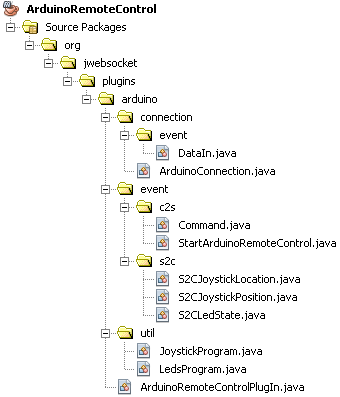 ArduinoRemoteControl
Source Packages
org
jwebsocket
plugins
arduino
connection
event
DataIn.java
ArduinoConnection.java
event
c2s
Command.java
StartArduinoRemoteControl.java
s2c
S2CJoystickLocation.java
S2CJoystickPosition.java
S2CLedState.java
util
JoystickProgram.java
LedsProgram.java
ArduinoRemoteControlPlugIn.java